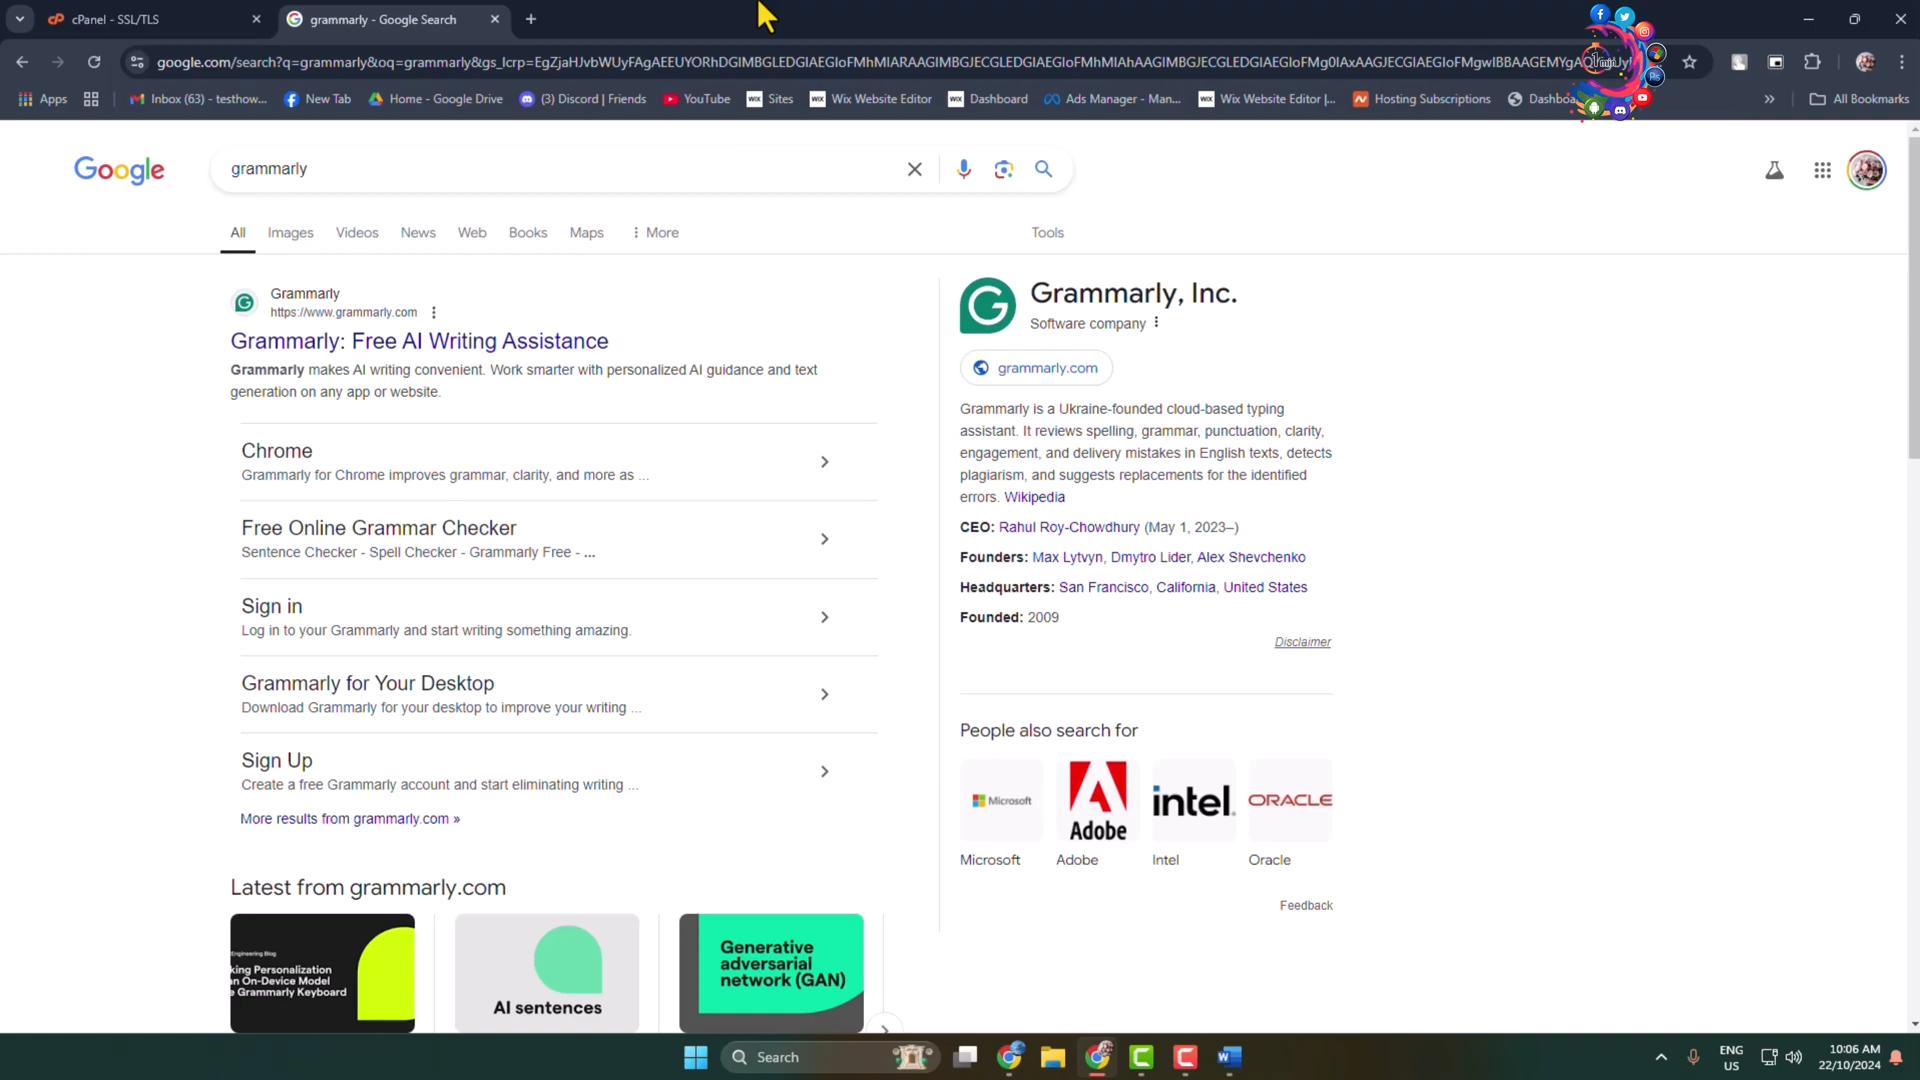 cPanel - SSL/TLS
grammarly - Google Search
Apps
Inbox (63) - testhow...
New Tab
Home - Google Drive
(3) Discord | Friends
YouTube
Sites
Wix Website Editor
Dashboard
Ads Manager - Man...
Wix Website Editor |...
Hosting Subscriptions
All Bookmarks
Google
grammarly
All
Images
Videos
News
Web
Books
Maps
More
Tools
Grammarly
https://www.grammarly.com
Grammarly: Free AI Writing Assistance
Grammarly makes AI writing convenient. Work smarter with personalized AI guidance and text
generation on any app or website.
Chrome
Grammarly for Chrome improves grammar, clarity, and more as ...
Free Online Grammar Checker
Sentence Checker - Spell Checker - Grammarly Free - ...
Sign in
Log in to your Grammarly and start writing something amazing.
Grammarly for Your Desktop
Download Grammarly for your desktop to improve your writing ...
Sign Up
Create a free Grammarly account and start eliminating writing ...
More results from grammarly.com »
Latest from grammarly.com
Engineering Blog
king Personalization
an On-Device Model
e Grammarly Keyboard
AI sentences
Generative
adversarial
network (GAN)
Grammarly, Inc.
Software company
grammarly.com
Grammarly is a Ukraine-founded cloud-based typing
assistant. It reviews spelling, grammar, punctuation, clarity,
engagement, and delivery mistakes in English texts, detects
plagiarism, and suggests replacements for the identified
errors. Wikipedia
CEO: Rahul Roy-Chowdhury (May 1, 2023–)
Founders: Max Lytvyn, Dmytro Lider, Alex Shevchenko
Headquarters: San Francisco, California, United States
Founded: 2009
Disclaimer
People also search for
Microsoft
Adobe
intel.
ORACLE
Microsoft
Adobe
Intel
Oracle
Feedback
Search
ENG
US
10:06 AM
22/10/2024